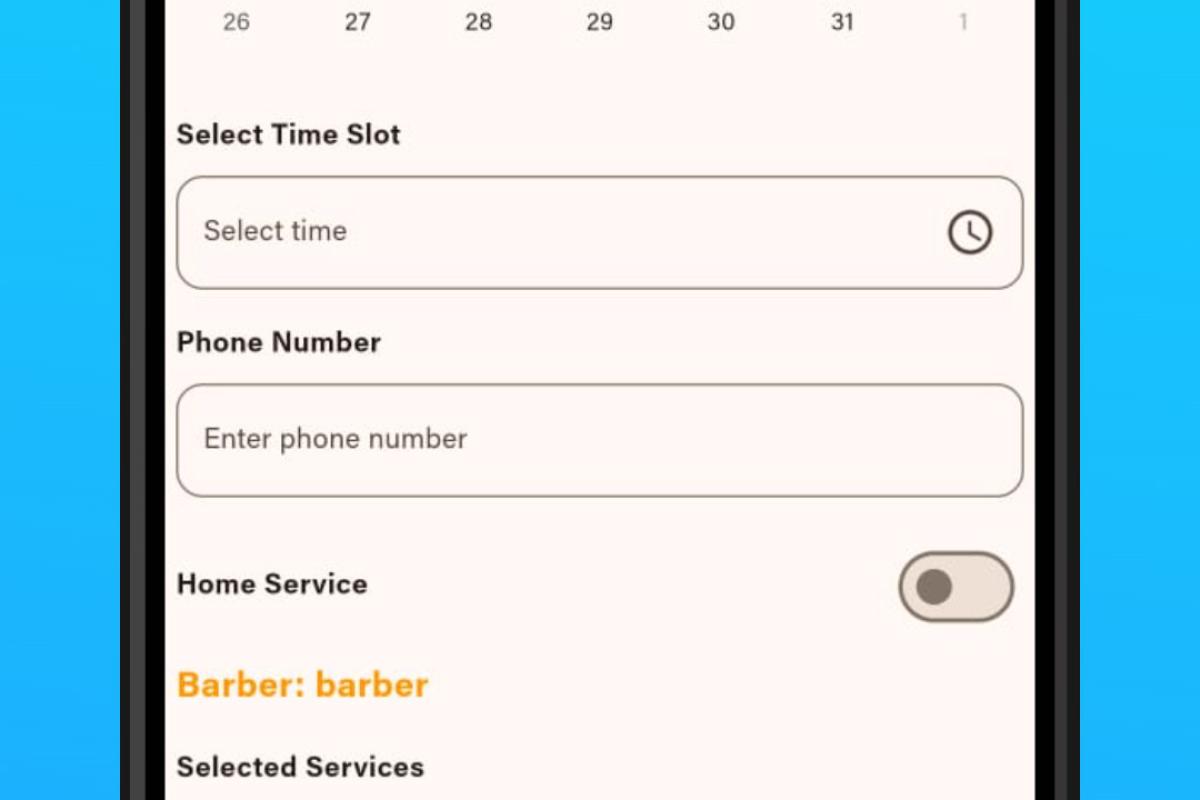 26 27 28 29 30 31 1
Select Time Slot
Select time
Phone Number
Enter phone number
Home Service
Barber: barber
Selected Services